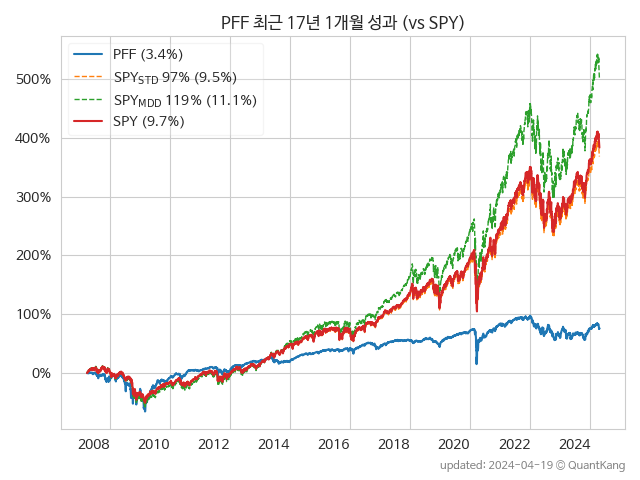 PFF 최근 17년 1개월 성과 (vs SPY)
PFF (3.4%)
SPY_STD 97% (9.5%)
SPY_MDD 119% (11.1%)
SPY (9.7%)
500%
400%
300%
200%
100%
0%
2008 2010 2012 2014 2016 2018 2020 2022 2024
updated: 2024-04-19 © QuantKang